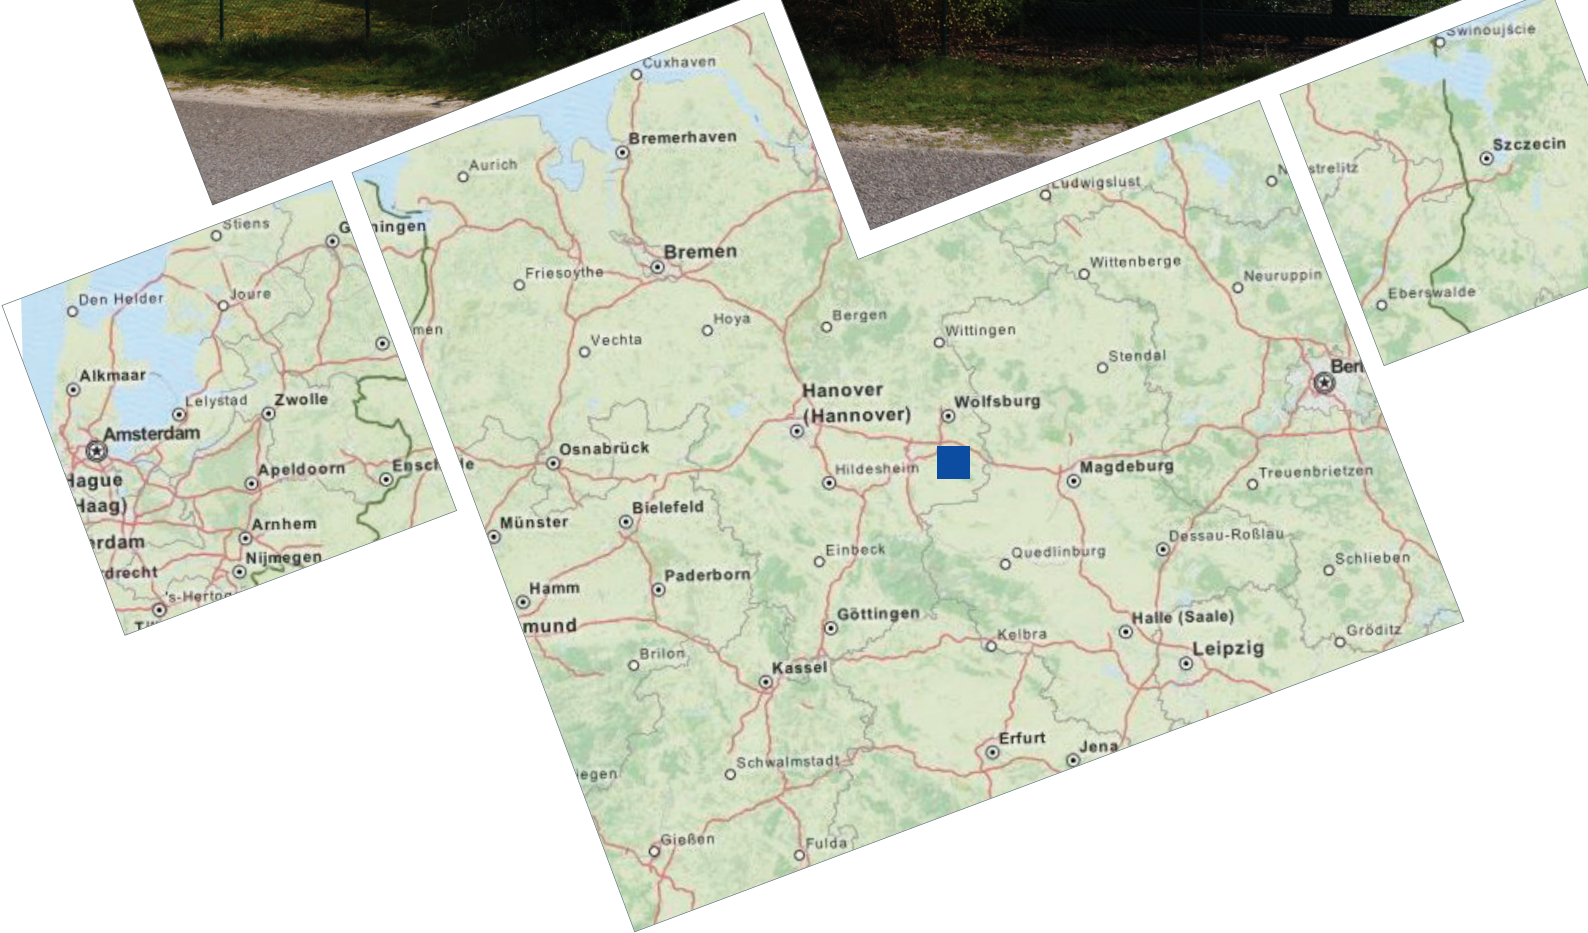 Swinoujście
Szczecin
Eberswalde
Cuxhaven
Bremerhaven
Aurich
Bremen
Friesoythe
Hoya
Vechta
Bergen
Ludwigslust
Wittenberge
Neuruppin
Wittingen
Stendal
Stiens
Den Helder
Joure
Alkmaar
Lelystad
Zwolle
Amsterdam
Apeldoorn
Arnhem
Nijmegen
Hanover
(Hannover)
Wolfsburg
Osnabrück
Hildesheim
Magdeburg
Treuenbrietzen
Münster
Bielefeld
Einbeck
Quedlinburg
Dessau-Roßlau
Schlieben
Hamm
Paderborn
Göttingen
Halle (Saale)
Kelbra
Leipzig
Gröditz
Brilon
Kassel
Erfurt
Jena
Schwalmstadt
Gießen
Fulda